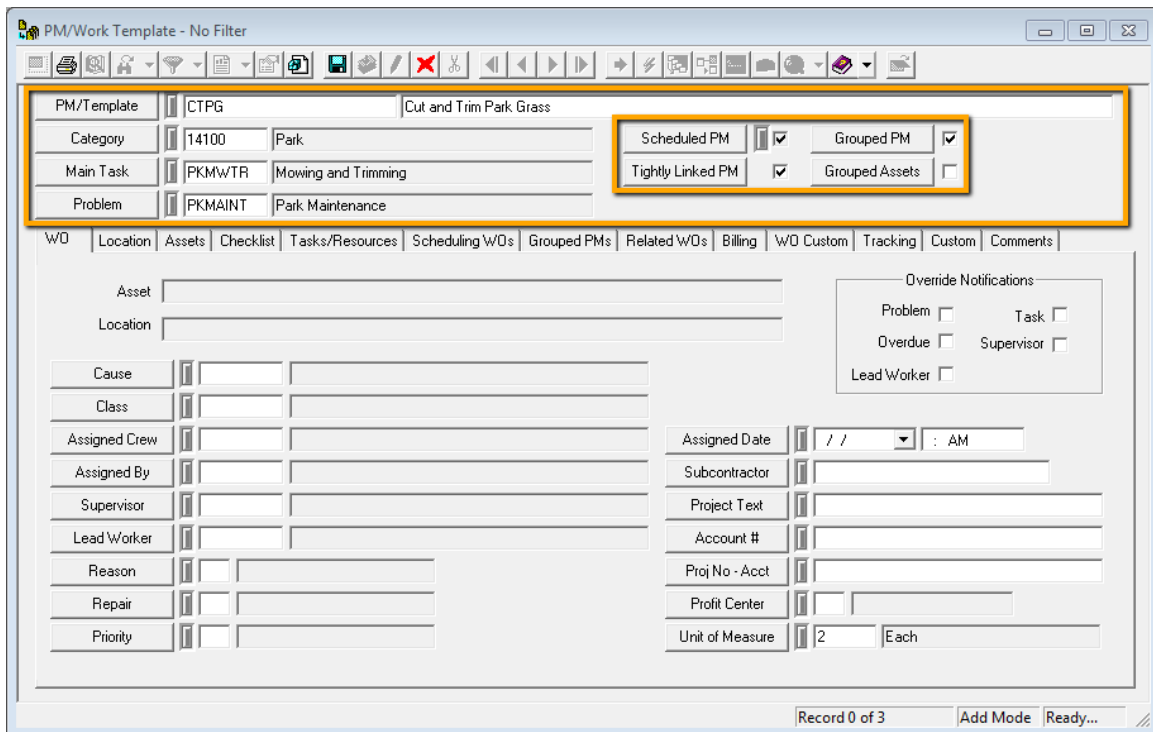 PM/Work Template - No Filter
PM/Template CTPG Cut and Trim Park Grass
Category 14100 Park Scheduled PM Grouped PM
Main Task PKMWTR Mowing and Trimming Tightly Linked PM Grouped Assets
Problem PKMAINT Park Maintenance
WO Location Assets Checklist Tasks/Resources Scheduling WOs Grouped PMs Related WOs Billing WO Custom Tracking Custom Comments
Asset
Location
Override Notifications
Problem Task
Overdue Supervisor
Lead Worker
Cause
Class
Assigned Crew Assigned Date / / : AM
Assigned By Subcontractor
Supervisor Project Text
Lead Worker Account #
Reason Proj No - Acct
Repair Profit Center
Priority Unit of Measure 2 Each
Record 0 of 3 Add Mode Ready...